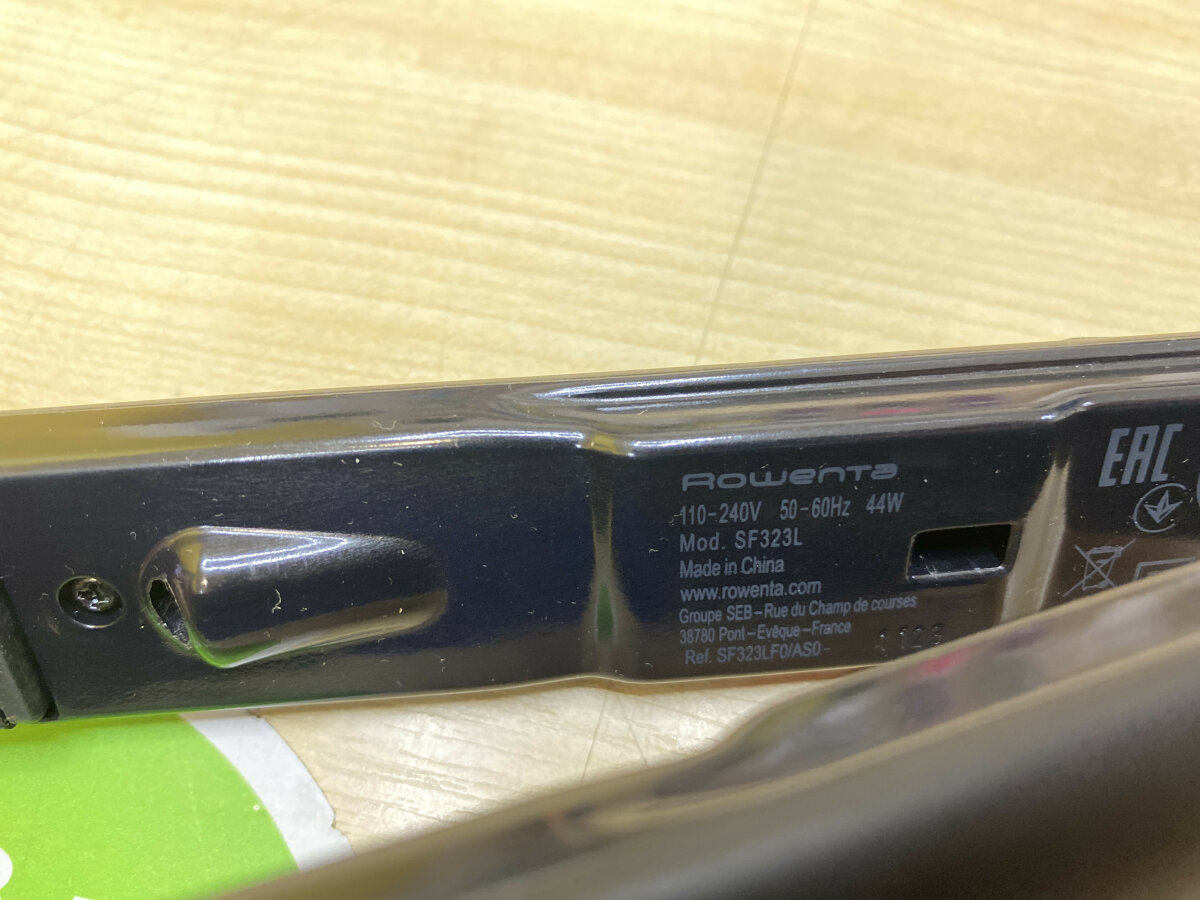 ROWENTA
110-240V 50-60Hz 44W
Mod. SF323L
Made in China
www.rowenta.com
Groupe SEB-Rue du Champ de courses
38780 Pont-Evêque-France
Ref. SF323LF0/AS0-
EAC